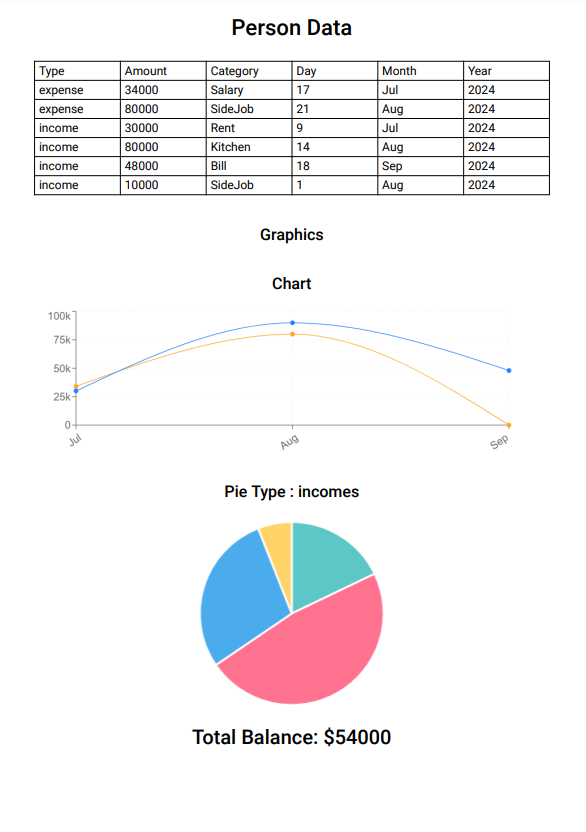 Person Data
Type Amount Category Day Month Year
expense 34000 Salary 17 Jul 2024
expense 80000 SideJob 21 Aug 2024
income 30000 Rent 9 Jul 2024
income 80000 Kitchen 14 Aug 2024
income 48000 Bill 18 Sep 2024
income 10000 SideJob 1 Aug 2024
Graphics
Chart
100k
75k
50k
25k
0
Jul Aug Sep
Pie Type : incomes
Total Balance: $54000